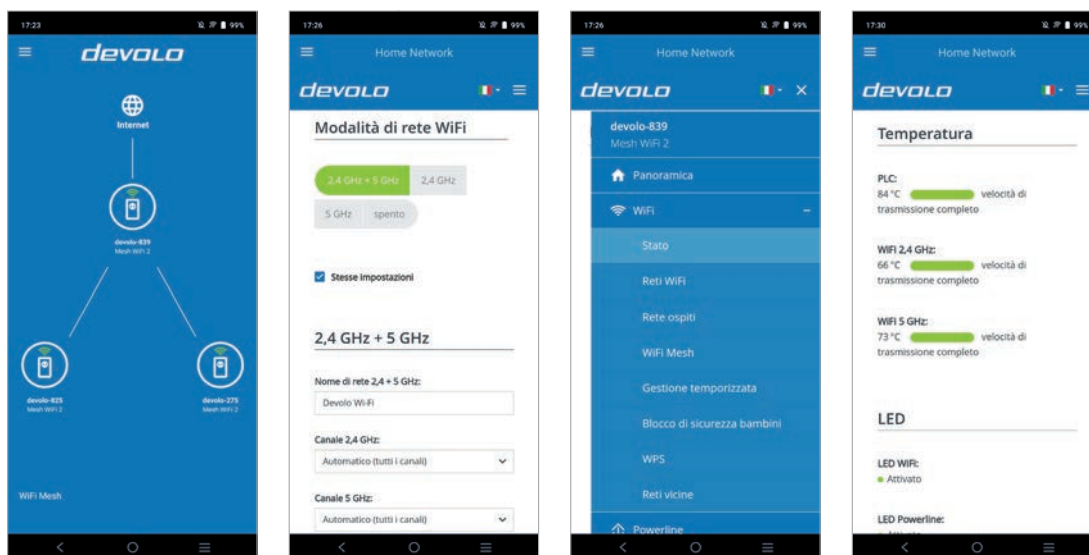 17:23
99%
devolo
Internet
devolo-839
Mesh WiFi 2
devolo-825
Mesh WiFi 2
devolo-275
Mesh WiFi 2
WiFi Mesh
17:26
99%
Home Network
devolo
Modalità di rete WiFi
2,4 GHz + 5 GHz
2,4 GHz
5 GHz
spento
Stesse impostazioni
2,4 GHz + 5 GHz
Nome di rete 2,4 + 5 GHz:
Devolo Wi-Fi
Canale 2,4 GHz:
Automatico (tutti i canali)
Canale 5 GHz:
Automatico (tutti i canali)
17:26
99%
Home Network
devolo
devolo-839
Mesh WiFi 2
Panoramica
WiFi
Stato
Reti WiFi
Rete ospiti
WiFi Mesh
Gestione temporizzata
Blocco di sicurezza bambini
WPS
Reti vicine
Powerline
17:30
99%
Home Network
devolo
Temperatura
PLC:
84 °C velocità di
trasmissione completo
WiFi 2,4 GHz:
66 °C velocità di
trasmissione completo
WiFi 5 GHz:
73 °C velocità di
trasmissione completo
LED
LED WiFi:
Attivato
LED Powerline: